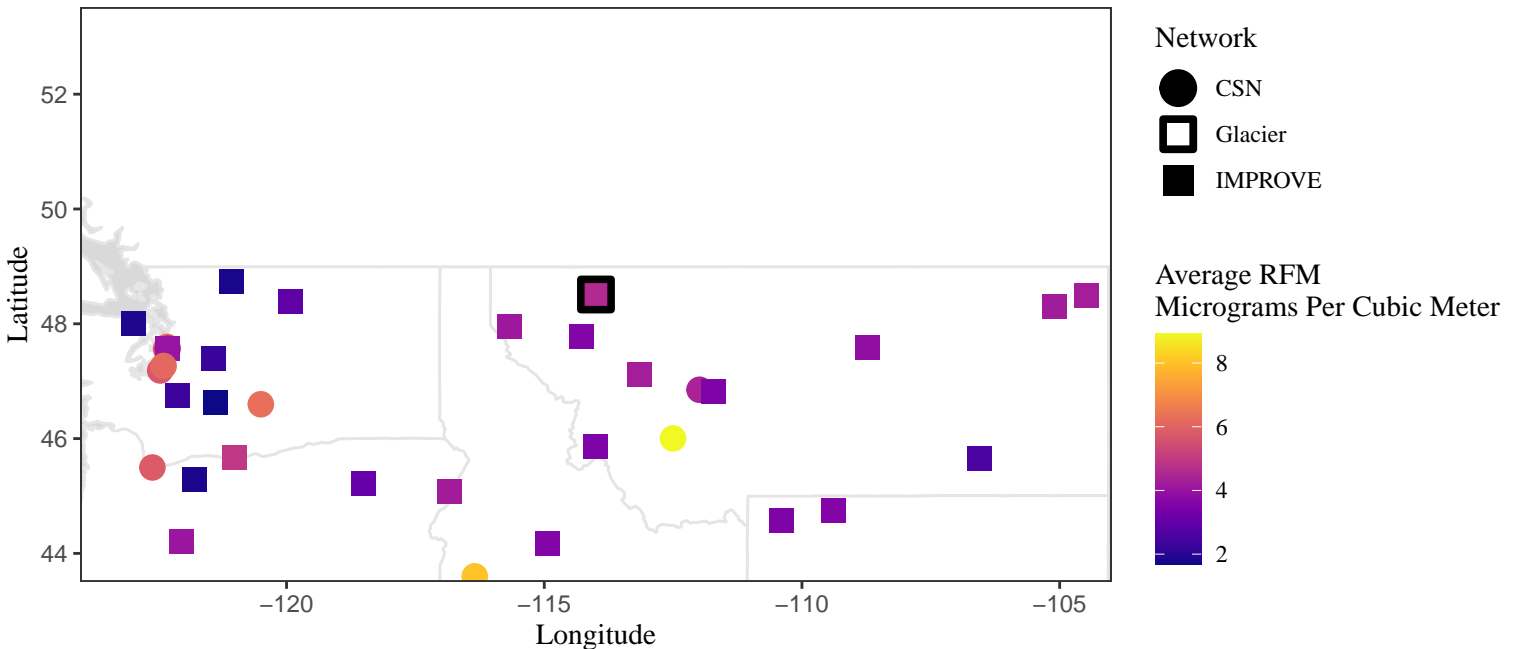 52
50
48
46
44
−120
−115
−110
−105
Longitude
Latitude
Network
CSN
Glacier
IMPROVE
Average RFM
Micrograms Per Cubic Meter
8
6
4
2